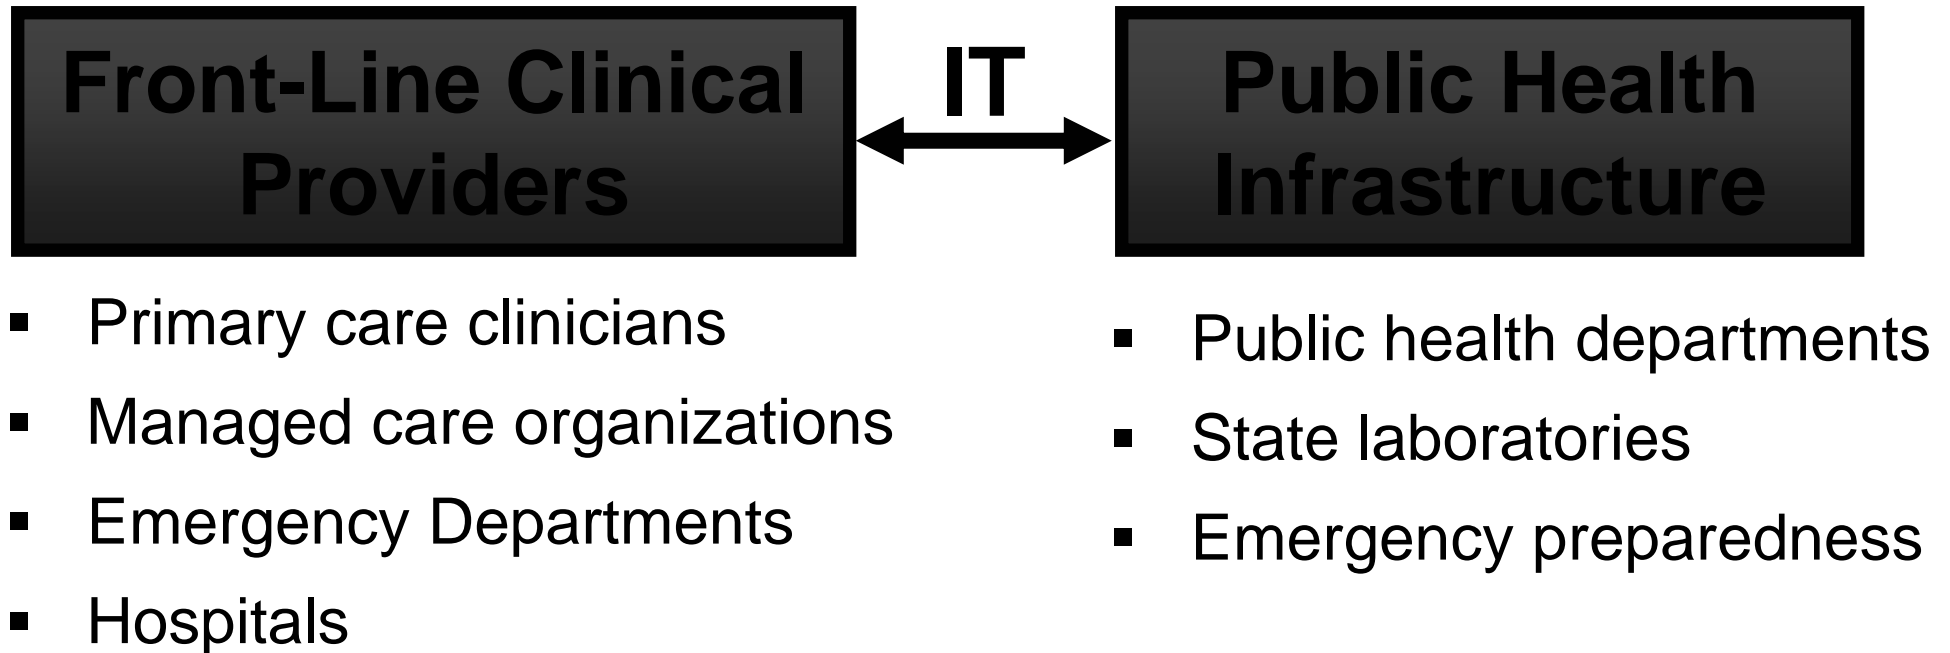 Front-Line Clinical
Providers
IT
Public Health
Infrastructure
▪ Primary care clinicians
▪ Managed care organizations
▪ Emergency Departments
▪ Hospitals
▪ Public health departments
▪ State laboratories
▪ Emergency preparedness